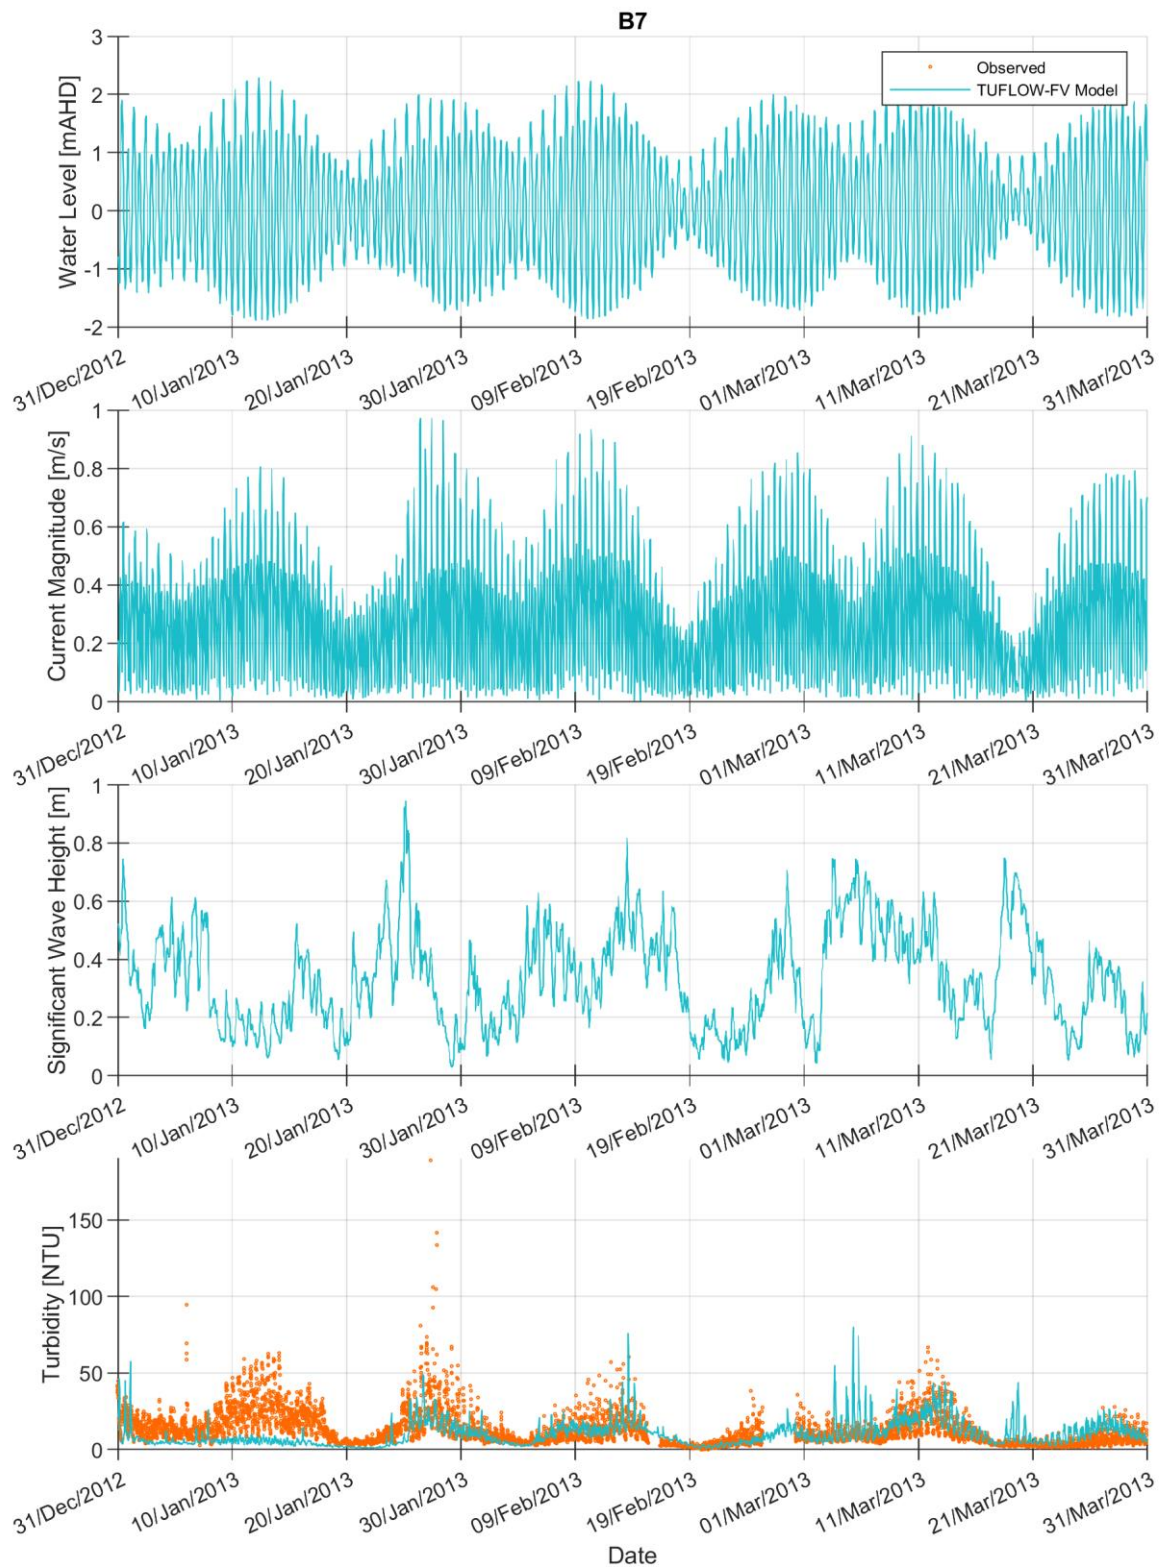 B7
Observed
TUFLOW-FV Model
Water Level [mAHD]
3
2
1
0
-1
-2
31/Dec/2012
10/Jan/2013
20/Jan/2013
30/Jan/2013
09/Feb/2013
19/Feb/2013
01/Mar/2013
11/Mar/2013
21/Mar/2013
31/Mar/2013
Current Magnitude [m/s]
1
0.8
0.6
0.4
0.2
0
31/Dec/2012
10/Jan/2013
20/Jan/2013
30/Jan/2013
09/Feb/2013
19/Feb/2013
01/Mar/2013
11/Mar/2013
21/Mar/2013
31/Mar/2013
Significant Wave Height [m]
1
0.8
0.6
0.4
0.2
0
31/Dec/2012
10/Jan/2013
20/Jan/2013
30/Jan/2013
09/Feb/2013
19/Feb/2013
01/Mar/2013
11/Mar/2013
21/Mar/2013
31/Mar/2013
Turbidity [NTU]
150
100
50
0
31/Dec/2012
10/Jan/2013
20/Jan/2013
30/Jan/2013
09/Feb/2013
19/Feb/2013
01/Mar/2013
11/Mar/2013
21/Mar/2013
31/Mar/2013
Date